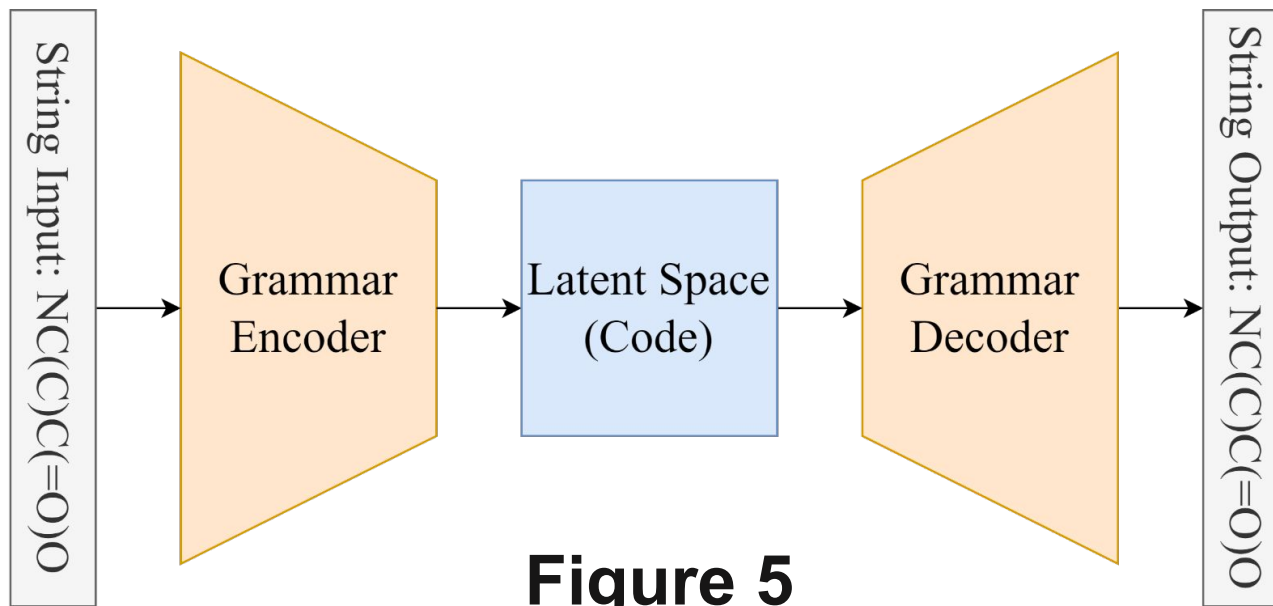 String Input: NC(C)C(=O)O
Grammar
Encoder
Latent Space
(Code)
Grammar
Decoder
String Output: NC(C)C(=O)O
Figure 5